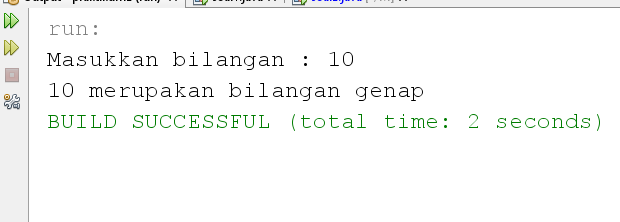 run:
Masukkan bilangan : 10
10 merupakan bilangan genap
BUILD SUCCESSFUL (total time: 2 seconds)